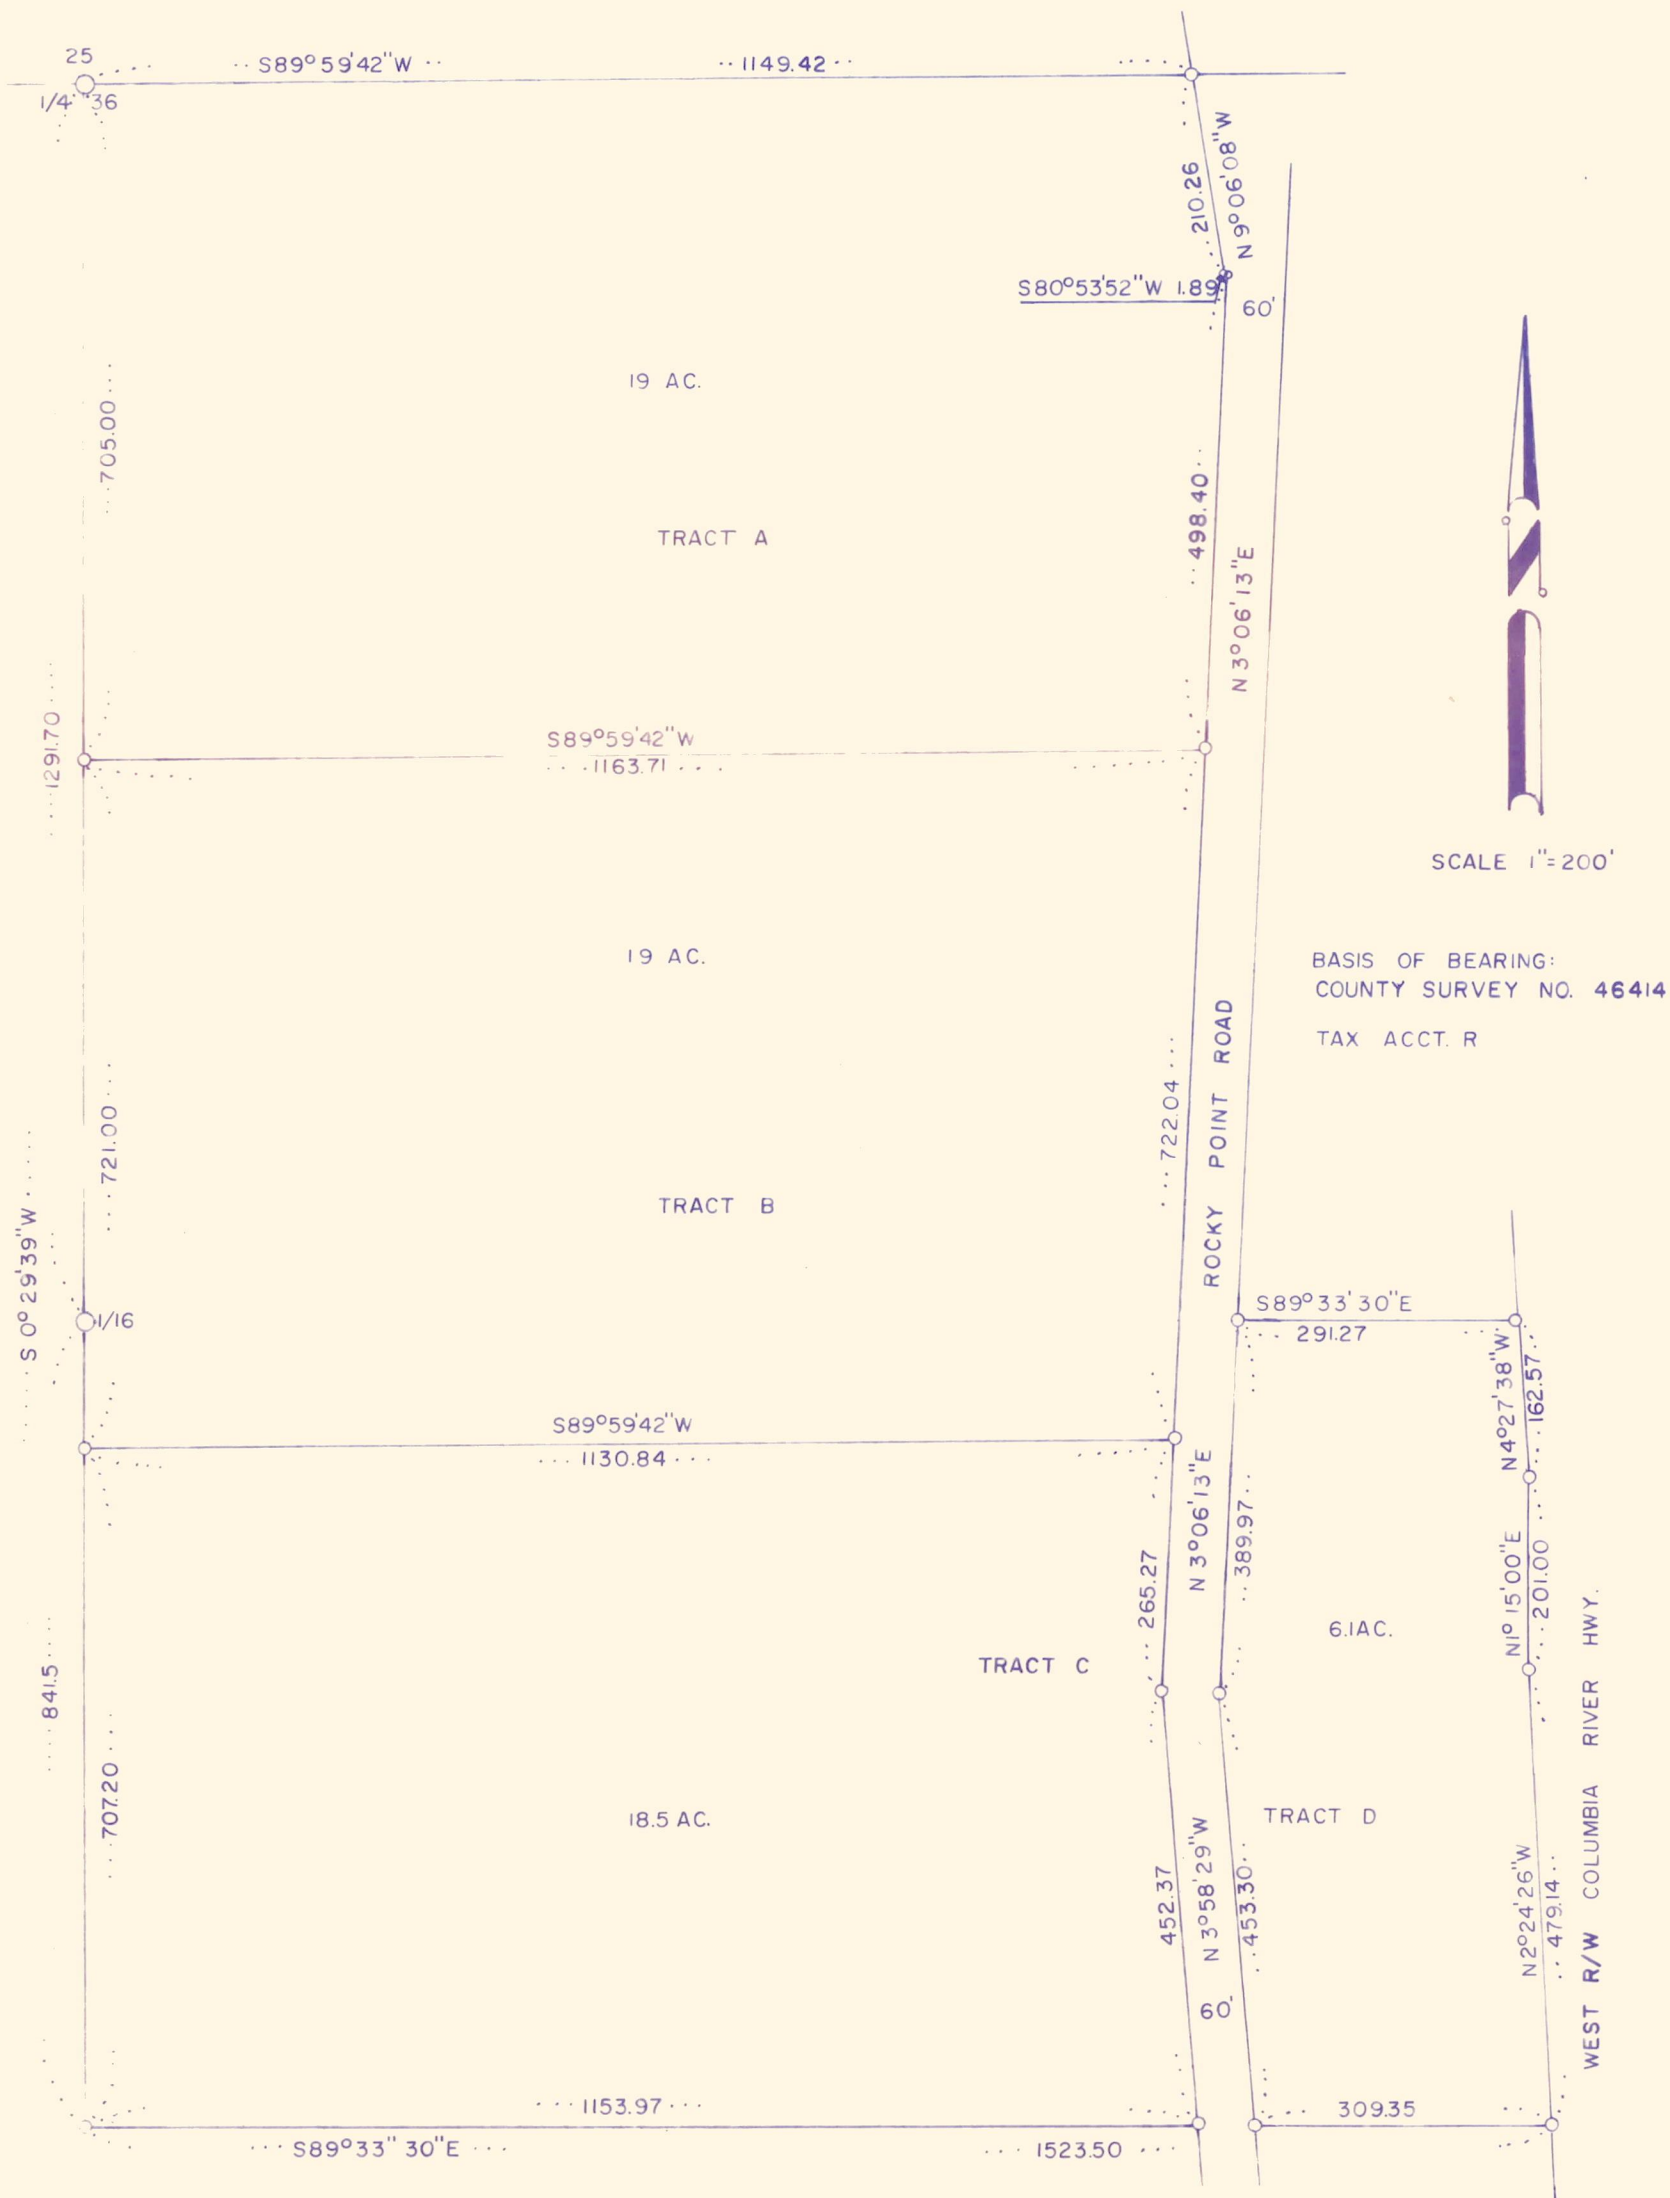 25
S89°59'42"W
1149.42
1/4 36
210.26
N 9°06'08"W
S80°53'52"W 1.89
60'
19 AC.
705.00
498.40
TRACT A
N 3°06'13"E
SCALE 1"=200'
1291.70
S89°59'42"W
1163.71
19 AC.
BASIS OF BEARING:
COUNTY SURVEY NO. 46414
TAX ACCT. R
721.00
722.04
ROCKY POINT ROAD
TRACT B
S 0° 29'39"W
1/16
S89°33'30"E
291.27
N4°27'38"W
162.57
S89°59'42"W
1130.84
N 3°06'13"E
389.97
265.27
N1°15'00"E
201.00
6.1AC.
TRACT C
841.5
707.20
18.5 AC.
TRACT D
452.37
N 3°58'29"W
453.30
N2°24'26"W
479.14
WEST R/W COLUMBIA RIVER HWY.
60'
1153.97
309.35
S89°33" 30"E
1523.50